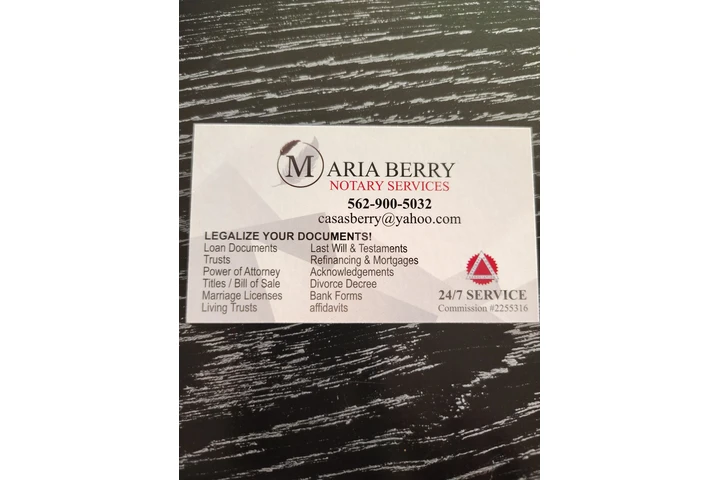 MARIA BERRY
NOTARY SERVICES
562-900-5032
casasberry@yahoo.com
LEGALIZE YOUR DOCUMENTS!
Loan Documents
Trusts
Power of Attorney
Titles / Bill of Sale
Marriage Licenses
Living Trusts
Last Will & Testaments
Refinancing & Mortgages
Acknowledgements
Divorce Decree
Bank Forms
affidavits
24/7 SERVICE
Commission #2255316